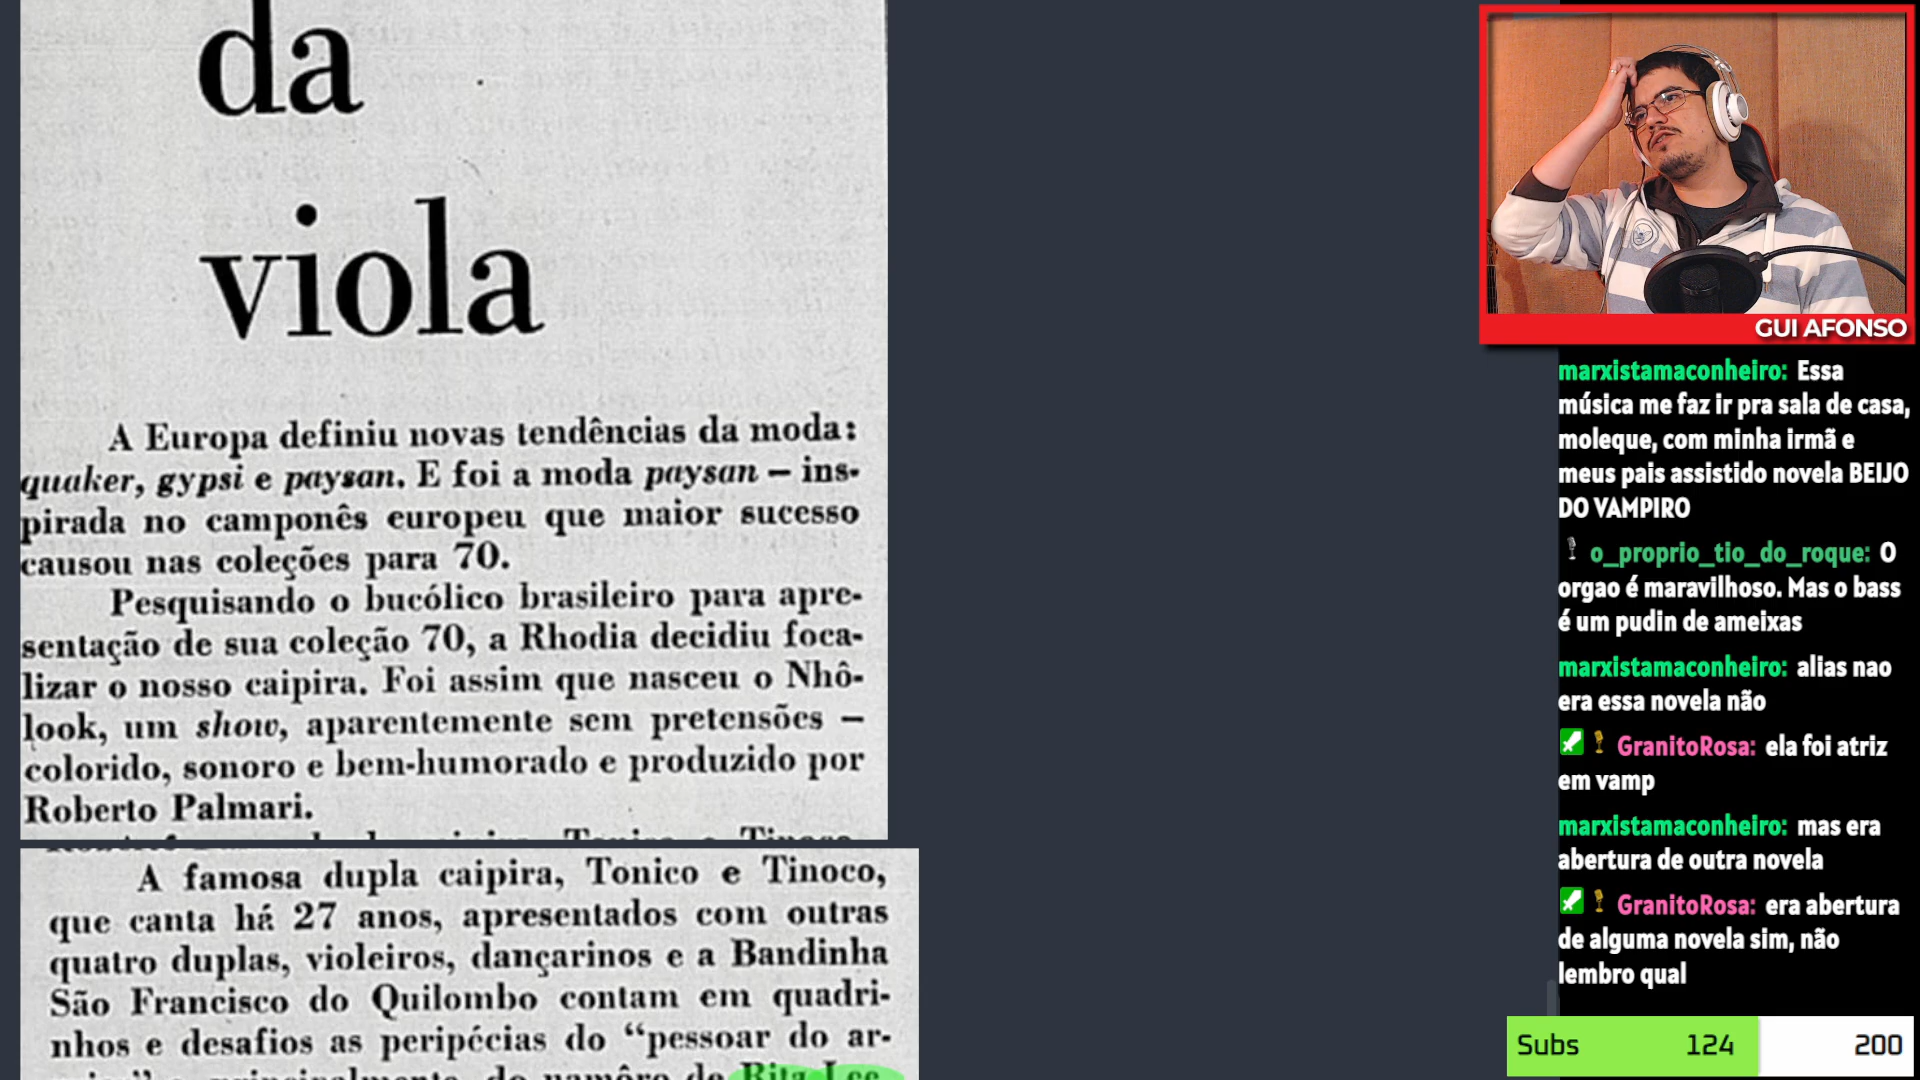 da
viola
A Europa definiu novas tendências da moda:
quaker, gypsi e paysan. E foi a moda paysan — ins-
pirada no camponês europeu que maior sucesso
causou nas coleções para 70.
Pesquisando o bucólico brasileiro para apre-
sentação de sua coleção 70, a Rhodia decidiu foca-
lizar o nosso caipira. Foi assim que nasceu o Nhô-
look, um show, aparentemente sem pretensões —
colorido, sonoro e bem-humorado e produzido por
Roberto Palmari.
A famosa dupla caipira, Tonico e Tinoco,
que canta há 27 anos, apresentados com outras
quatro duplas, violeiros, dançarinos e a Bandinha
São Francisco do Quilombo contam em quadri-
nhos e desafios as peripécias do “pessoar do ar-
principalmente, do namôro de Rita Lee
GUI AFONSO
marxistamaconheiro: Essa
música me faz ir pra sala de casa,
moleque, com minha irmã e
meus pais assistido novela BEIJO
DO VAMPIRO
o_proprio_tio_do_roque: O
orgao é maravilhoso. Mas o bass
é um pudin de ameixas
marxistamaconheiro: alias nao
era essa novela não
GranitoRosa: ela foi atriz
em vamp
marxistamaconheiro: mas era
abertura de outra novela
GranitoRosa: era abertura
de alguma novela sim, não
lembro qual
Subs 124 200